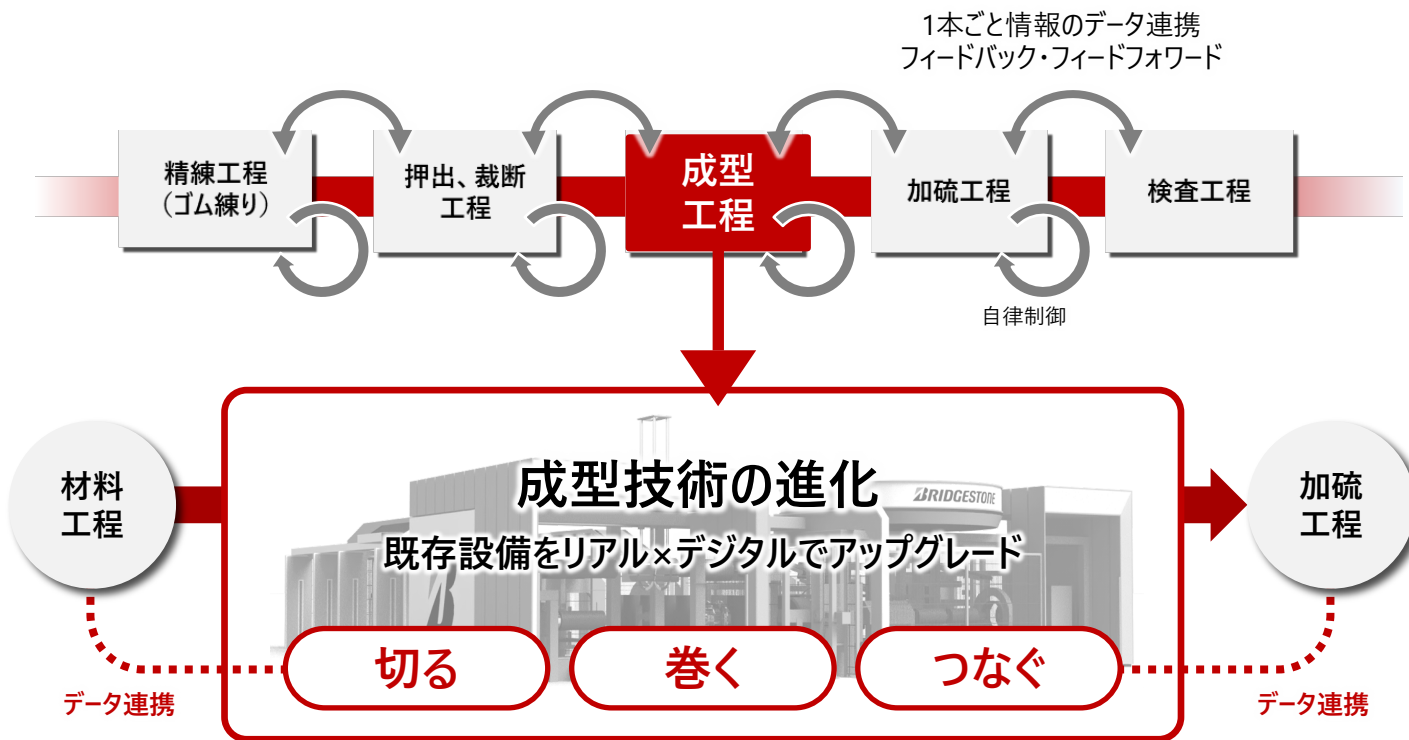 1本ごと情報のデータ連携
フィードバック・フィードフォワード
精練工程
（ゴム練り）
押出、裁断
工程
成型
工程
加硫工程
検査工程
自律制御
材料
工程
成型技術の進化
BRIDGESTONE
既存設備をリアル×デジタルでアップグレード
加硫
工程
切る
巻く
つなぐ
データ連携
データ連携